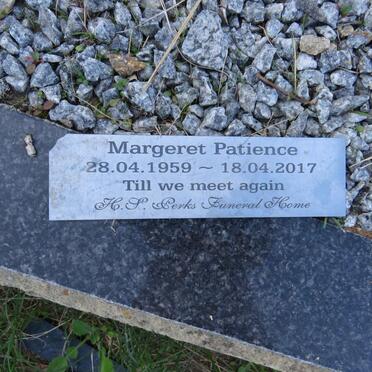 Margeret Patience
28.04.1959 ~ 18.04.2017
Till we meet again
H.S. Perks Funeral Home